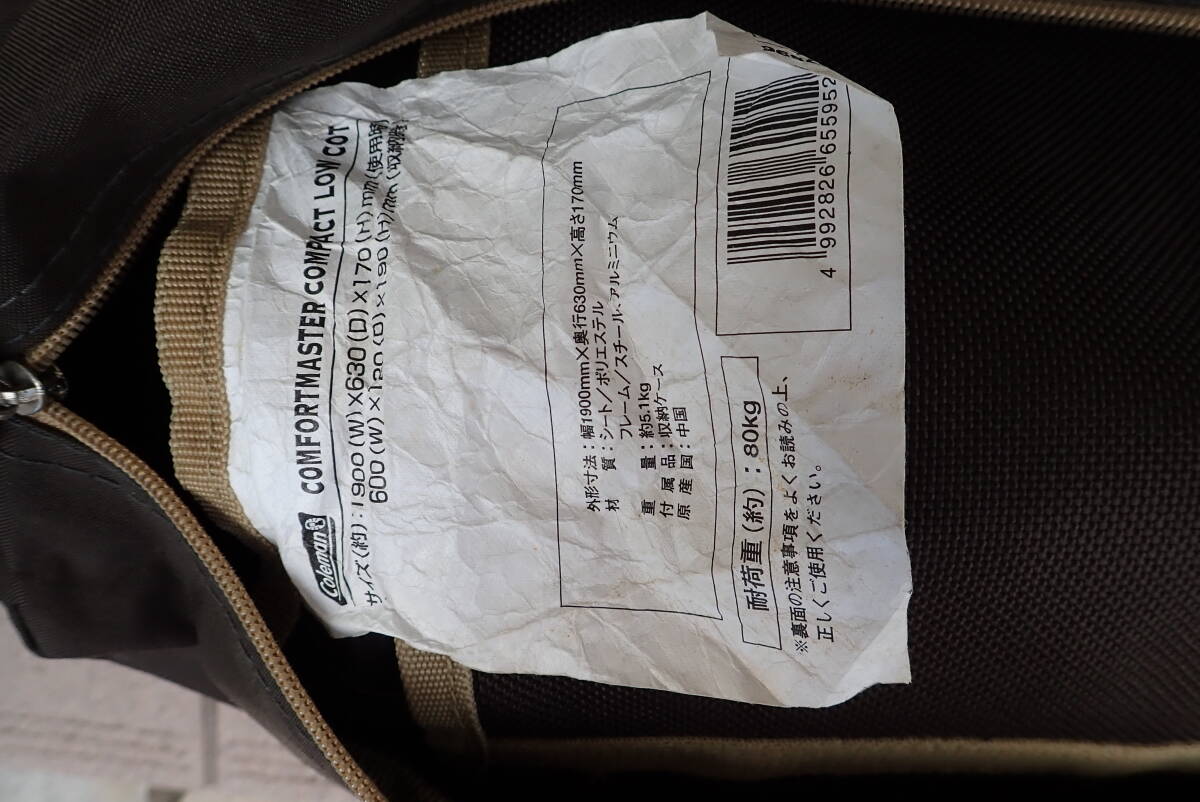 Coleman
COMFORTMASTER COMPACT LOW COT
サイズ(約):1900(W)×630(D)×170(H)mm(使用時)
600(W)×120(D)×190(H)mm(収納時)
外形寸法:幅1900mm×奥行630mm×高さ170mm
材 質:シート/ポリエステル
フレーム/スチール、アルミニウム
重 量:約5.1kg
付 属 品:収納ケース
原 産 国:中国
4 992826 655952
耐荷重(約):80kg
※裏面の注意事項をよくお読みの上、
正しくご使用ください。